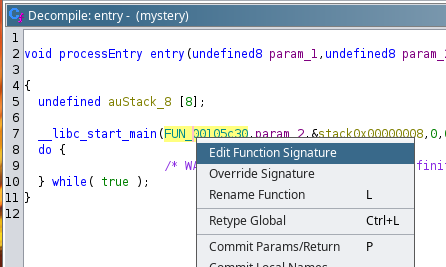 Decompile: entry - (mystery)
1
2 void processEntry entry(undefined8 param_1,undefined8 param_2
3
4 {
5 undefined auStack_8 [8];
6
7 __libc_start_main(FUN_00105c30,param_2,&stack0x00000008,0,
8 do {
9 /* WA
10 } while( true );
11 }
12
Edit Function Signature
Override Signature
Rename Function L
Retype Global Ctrl+L
Commit Params/Return P
Commit Local Names